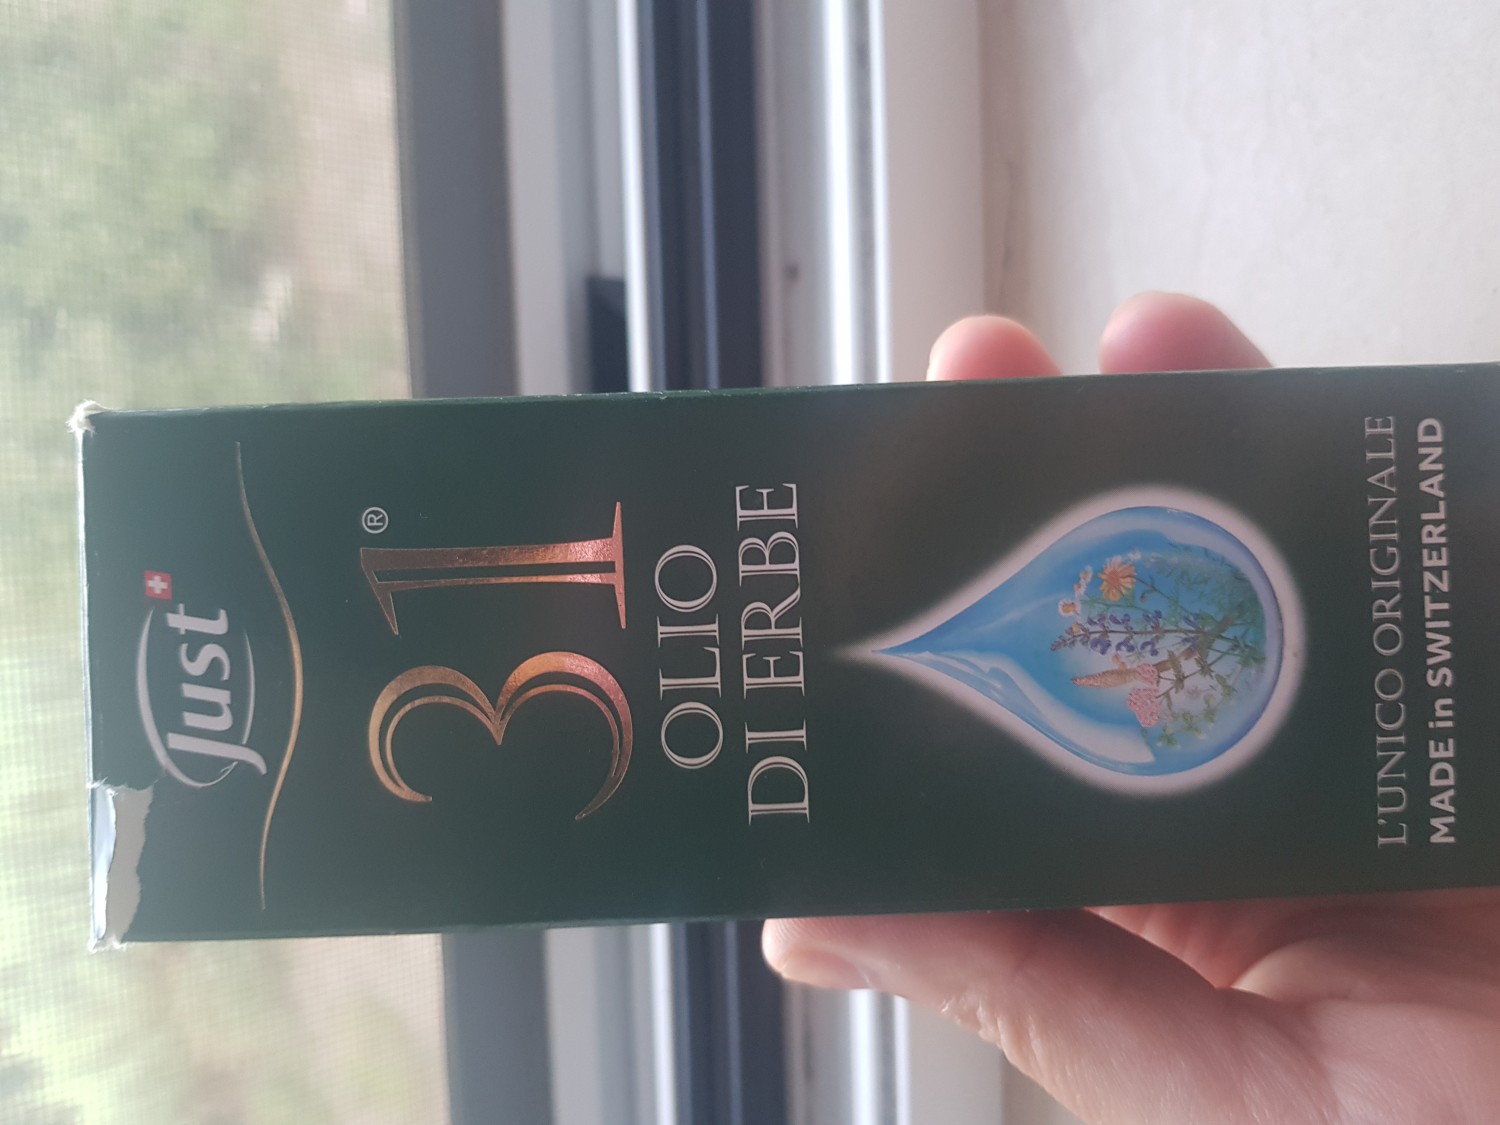 Just
31®
OLIO
DI ERBE
L'UNICO ORIGINALE
MADE in SWITZERLAND